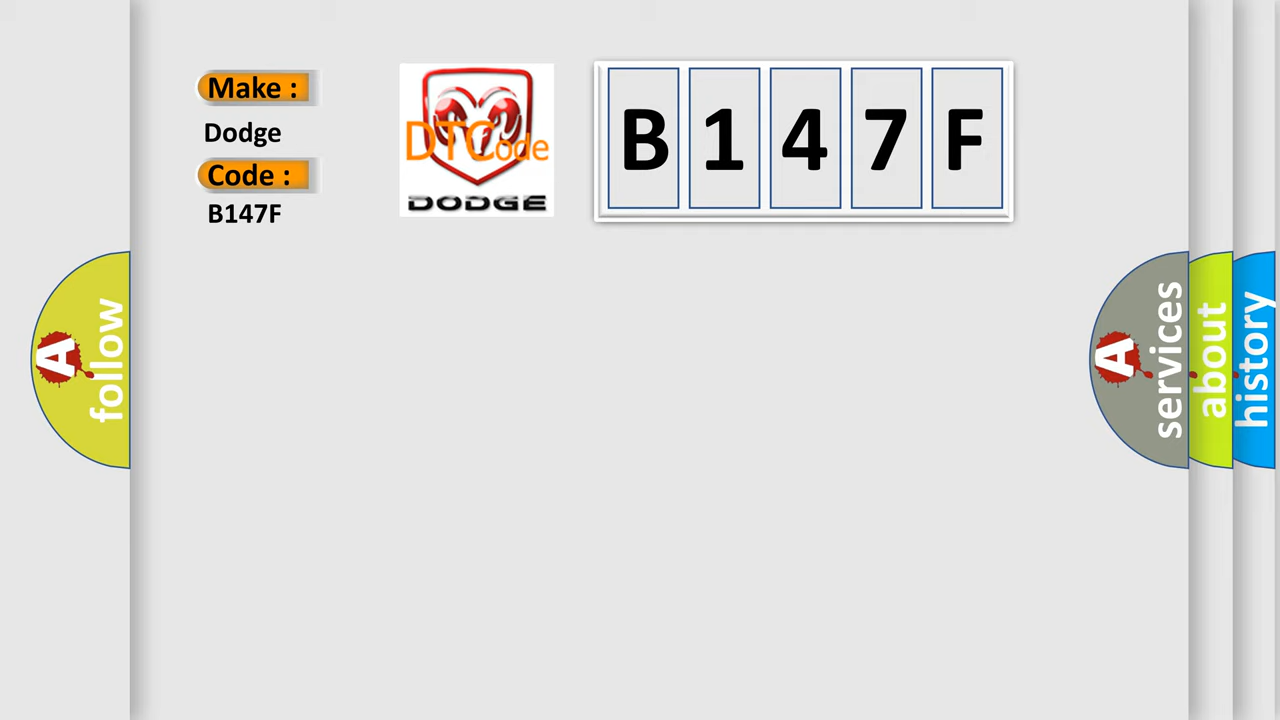 Make :
Dodge
Code :
B147F
DTCode
DODGE
B 1 4 7 F
A follow
A services
about
history